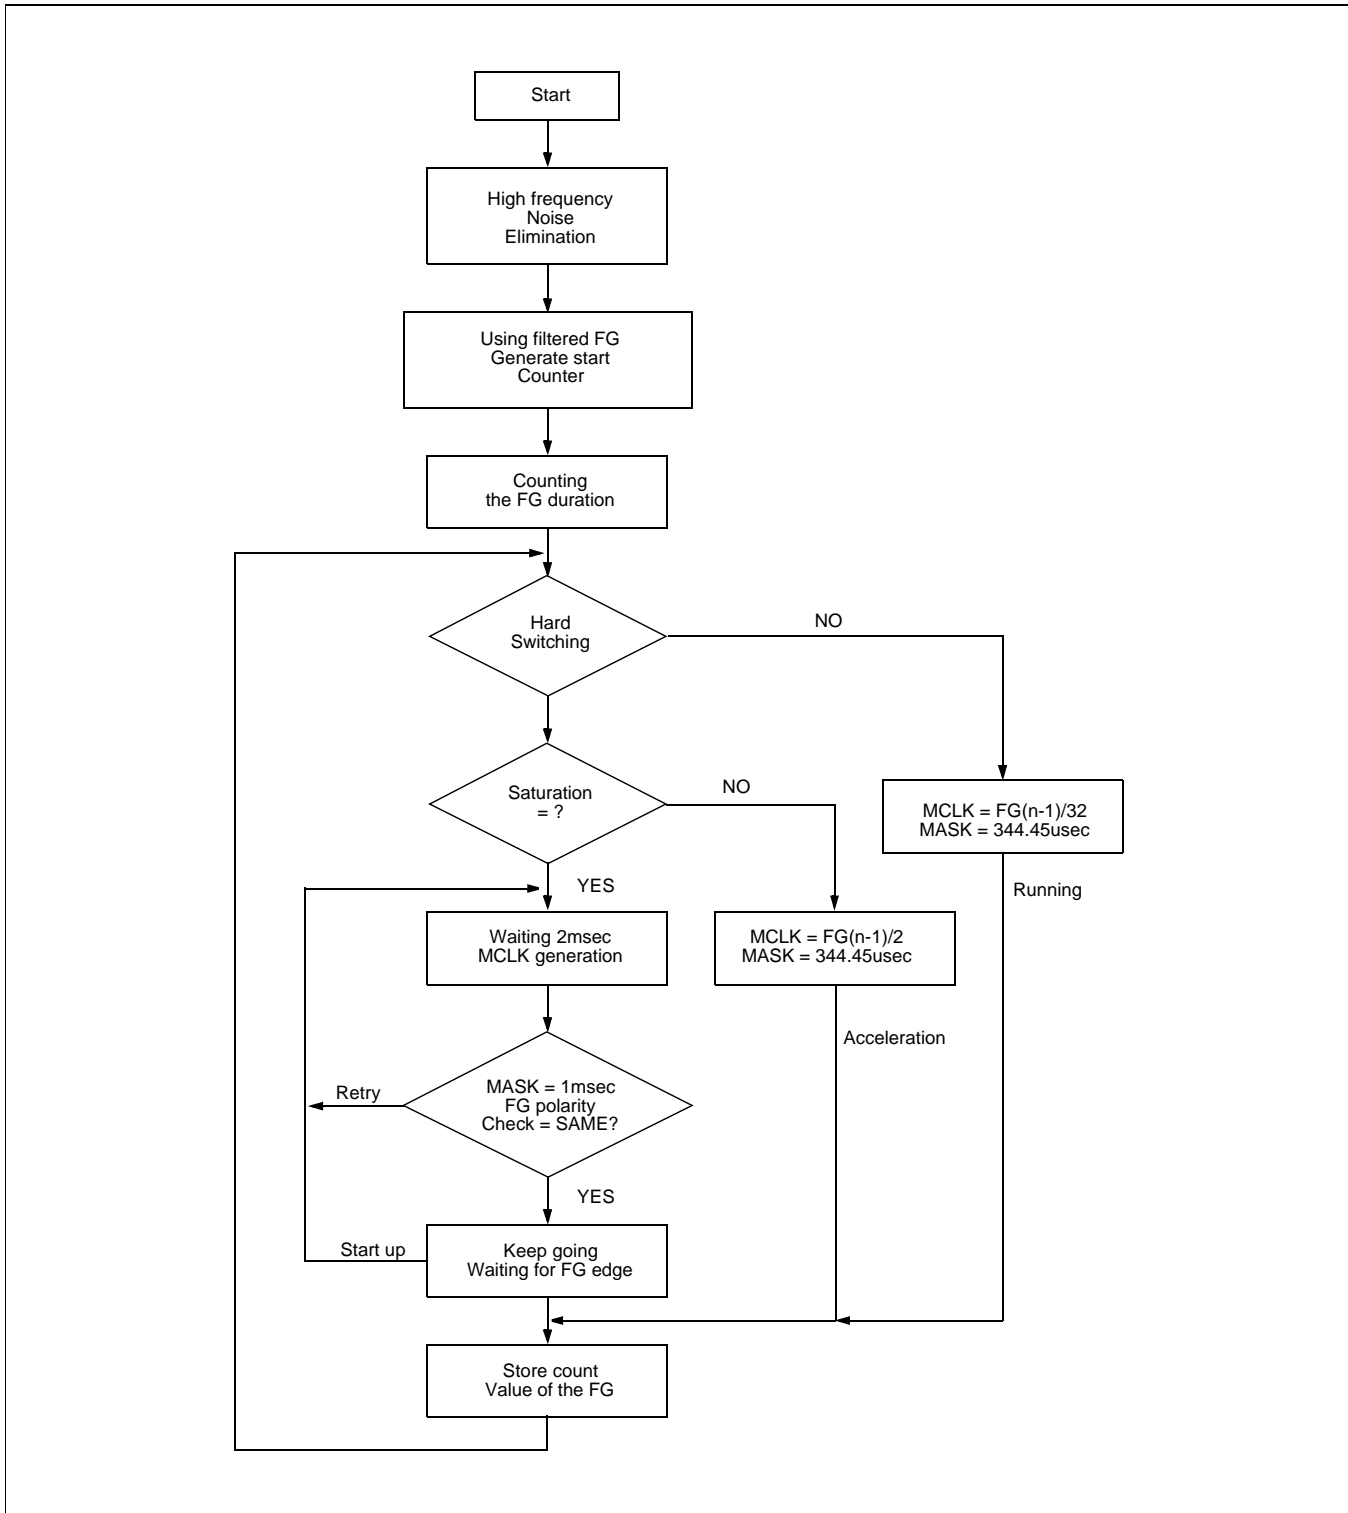 Start
High frequency
Noise
Elimination
Using filtered FG
Generate start
Counter
Counting
the FG duration
Hard
Switching
NO
Saturation
= ?
NO
MCLK = FG(n-1)/32
MASK = 344.45usec
YES
Running
Waiting 2msec
MCLK generation
MCLK = FG(n-1)/2
MASK = 344.45usec
Acceleration
Retry
MASK = 1msec
FG polarity
Check = SAME?
YES
Start up
Keep going
Waiting for FG edge
Store count
Value of the FG